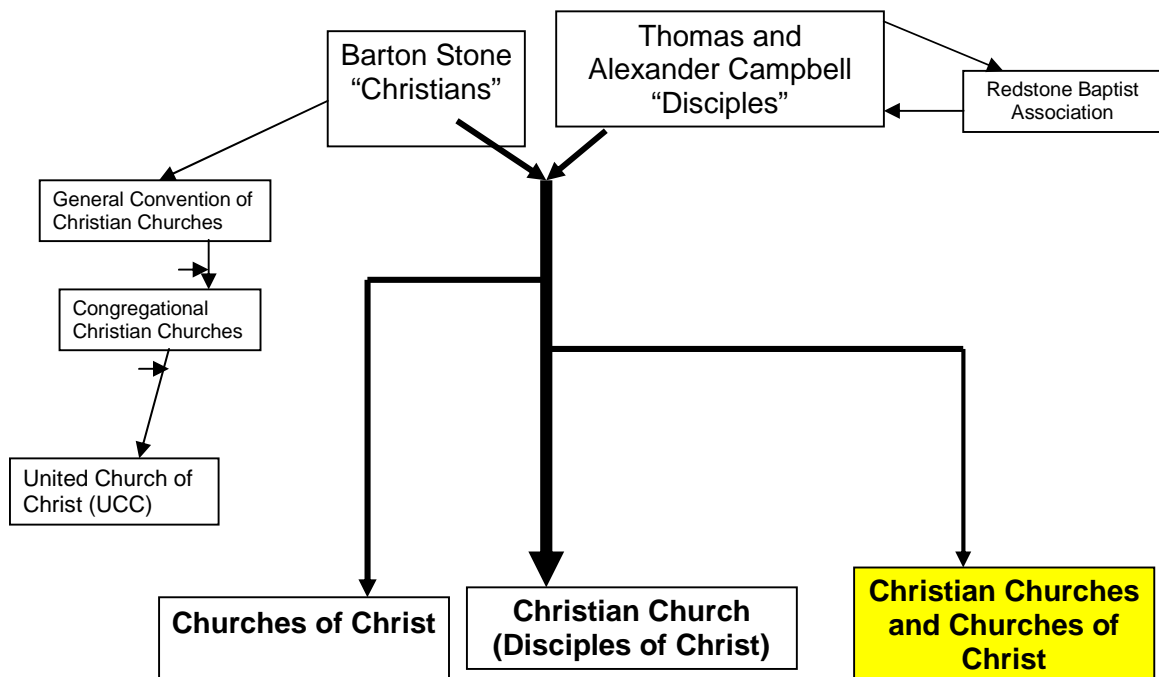 Barton Stone
“Christians”
Thomas and
Alexander Campbell
“Disciples”
Redstone Baptist
Association
General Convention of
Christian Churches
Congregational
Christian Churches
United Church of
Christ (UCC)
Churches of Christ
Christian Church
(Disciples of Christ)
Christian Churches
and Churches of
Christ